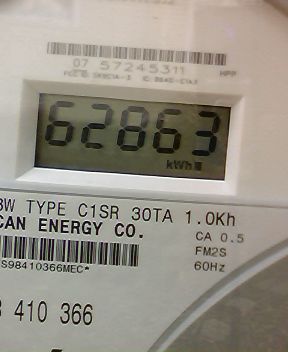 07 57245311
HPP
62863
kWh
3W TYPE C1SR 30TA 1.0Kh
CAN ENERGY CO.
CA 0.5
FM2S
60Hz
S98410366MEC*
410 366